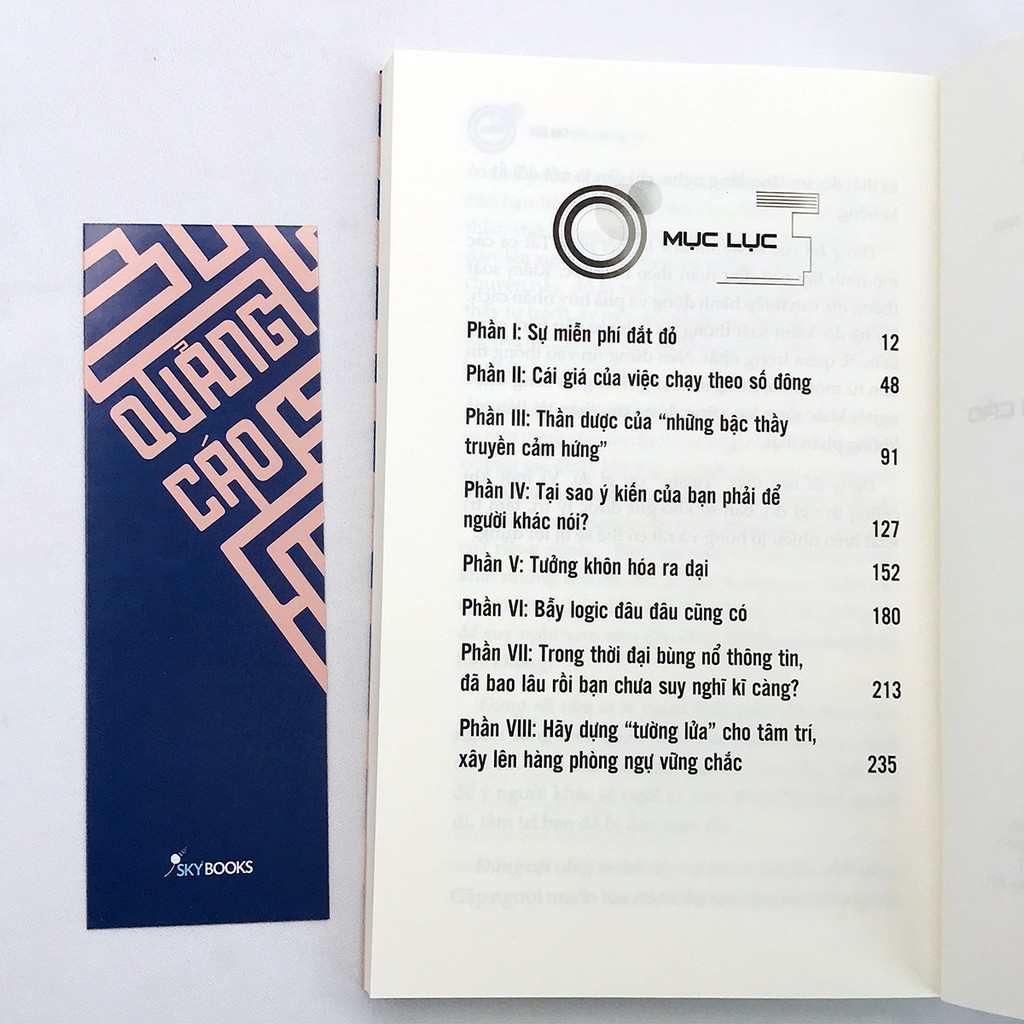 QUẢNG
CÁO
SKYBOOKS
MỤC LỤC
Phần I: Sự miễn phí đắt đỏ 12
Phần II: Cái giá của việc chạy theo số đông 48
Phần III: Thần dược của “những bậc thầy
truyền cảm hứng” 91
Phần IV: Tại sao ý kiến của bạn phải để
người khác nói? 127
Phần V: Tưởng khôn hóa ra dại 152
Phần VI: Bẫy logic đâu đâu cũng có 180
Phần VII: Trong thời đại bùng nổ thông tin,
đã bao lâu rồi bạn chưa suy nghĩ kĩ càng? 213
Phần VIII: Hãy dựng “tường lửa” cho tâm trí,
xây lên hàng phòng ngự vững chắc 235